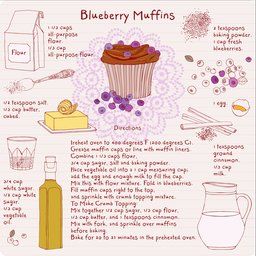 Blueberry Muffins
1 1/2 cups
all-purpose
flour.
1/3 cup
all-purpose flour.
Flour
2 teaspoons
baking powder.
1 cup fresh
blueberries.
1/2 teaspoon salt.
1/2 cup butter,
cubed.
1 egg.
Directions
Preheat oven to 400 degrees F (200 degrees C).
Grease muffin cups or line with muffin liners.
Combine 1 1/2 cups flour,
3/4 cup sugar, salt and baking powder.
Place vegetable oil into a 1 cup measuring cup;
add the egg and enough milk to fill the cup.
Mix this with flour mixture. Fold in blueberries.
Fill muffin cups right to the top,
and sprinkle with crumb topping mixture.
To Make Crumb Topping:
Mix together 1/2 cup sugar, 1/3 cup flour,
1/4 cup butter, and 1 1/2 teaspoons cinnamon.
Mix with fork, and sprinkle over muffins
before baking.
Bake for 20 to 25 minutes in the preheated oven.
3/4 cup
white sugar.
1/2 cup
white sugar.
1/3 cup
vegetable
1 1/2 teaspoons
ground
cinnamon.
1/3 cup
milk.